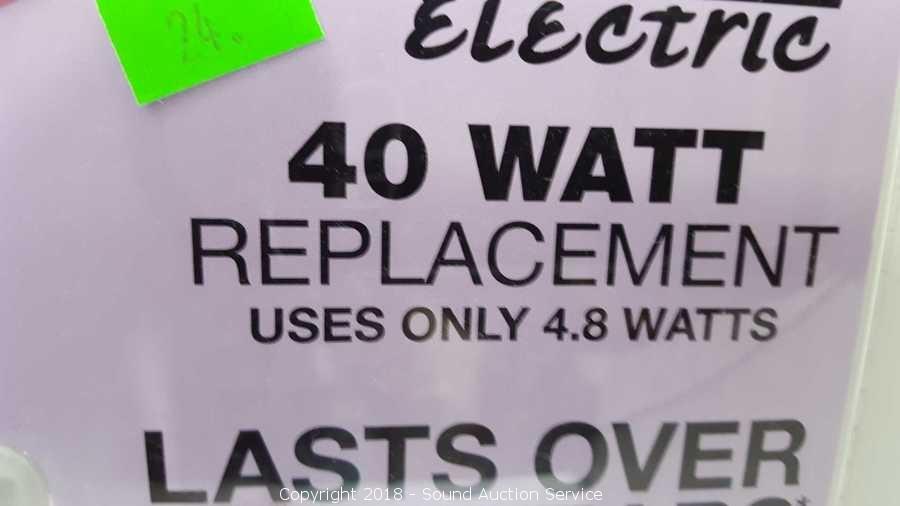 24.
Electric
40 WATT
REPLACEMENT
USES ONLY 4.8 WATTS
LASTS OVER
Copyright 2018 - Sound Auction Service